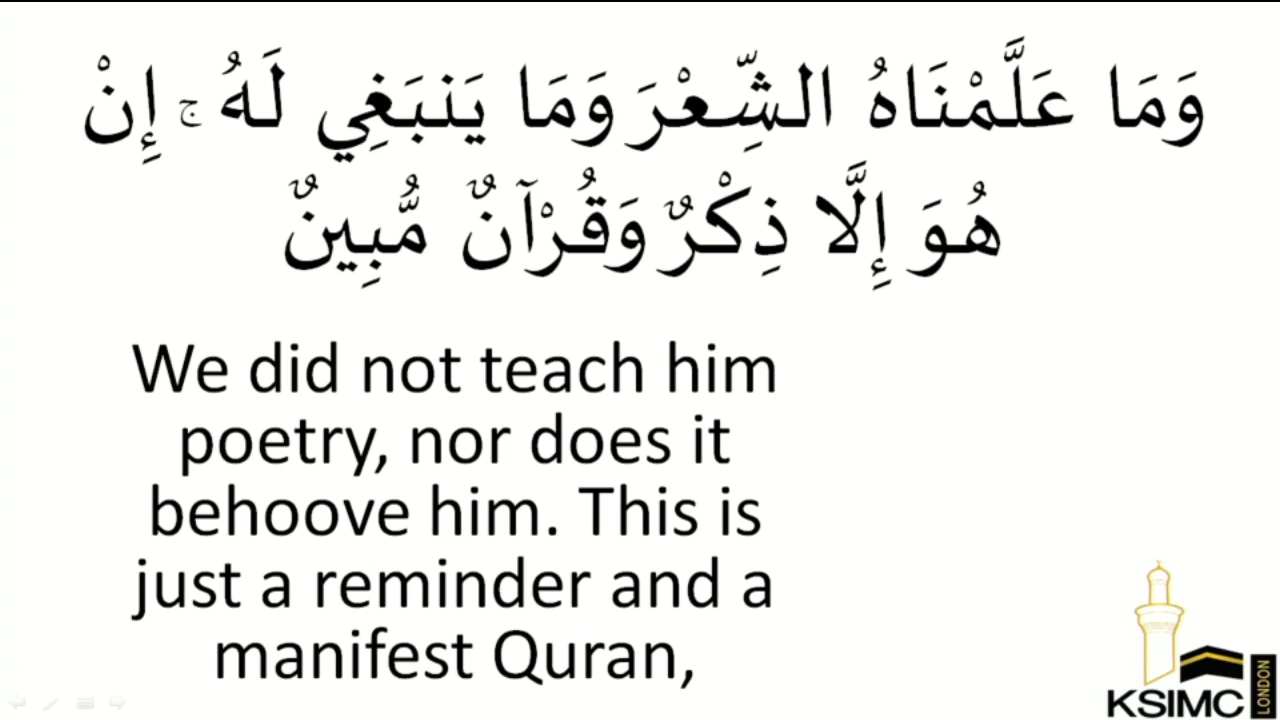 وَمَا عَلَّمْنَاهُ الشِّعْرَ وَمَا يَنبَغِي لَهُ ۚ إِنْ
هُوَ إِلَّا ذِكْرٌ وَقُرْآنٌ مُّبِينٌ
We did not teach him
poetry, nor does it
behoove him. This is
just a reminder and a
manifest Quran,
KSIMC
LONDON